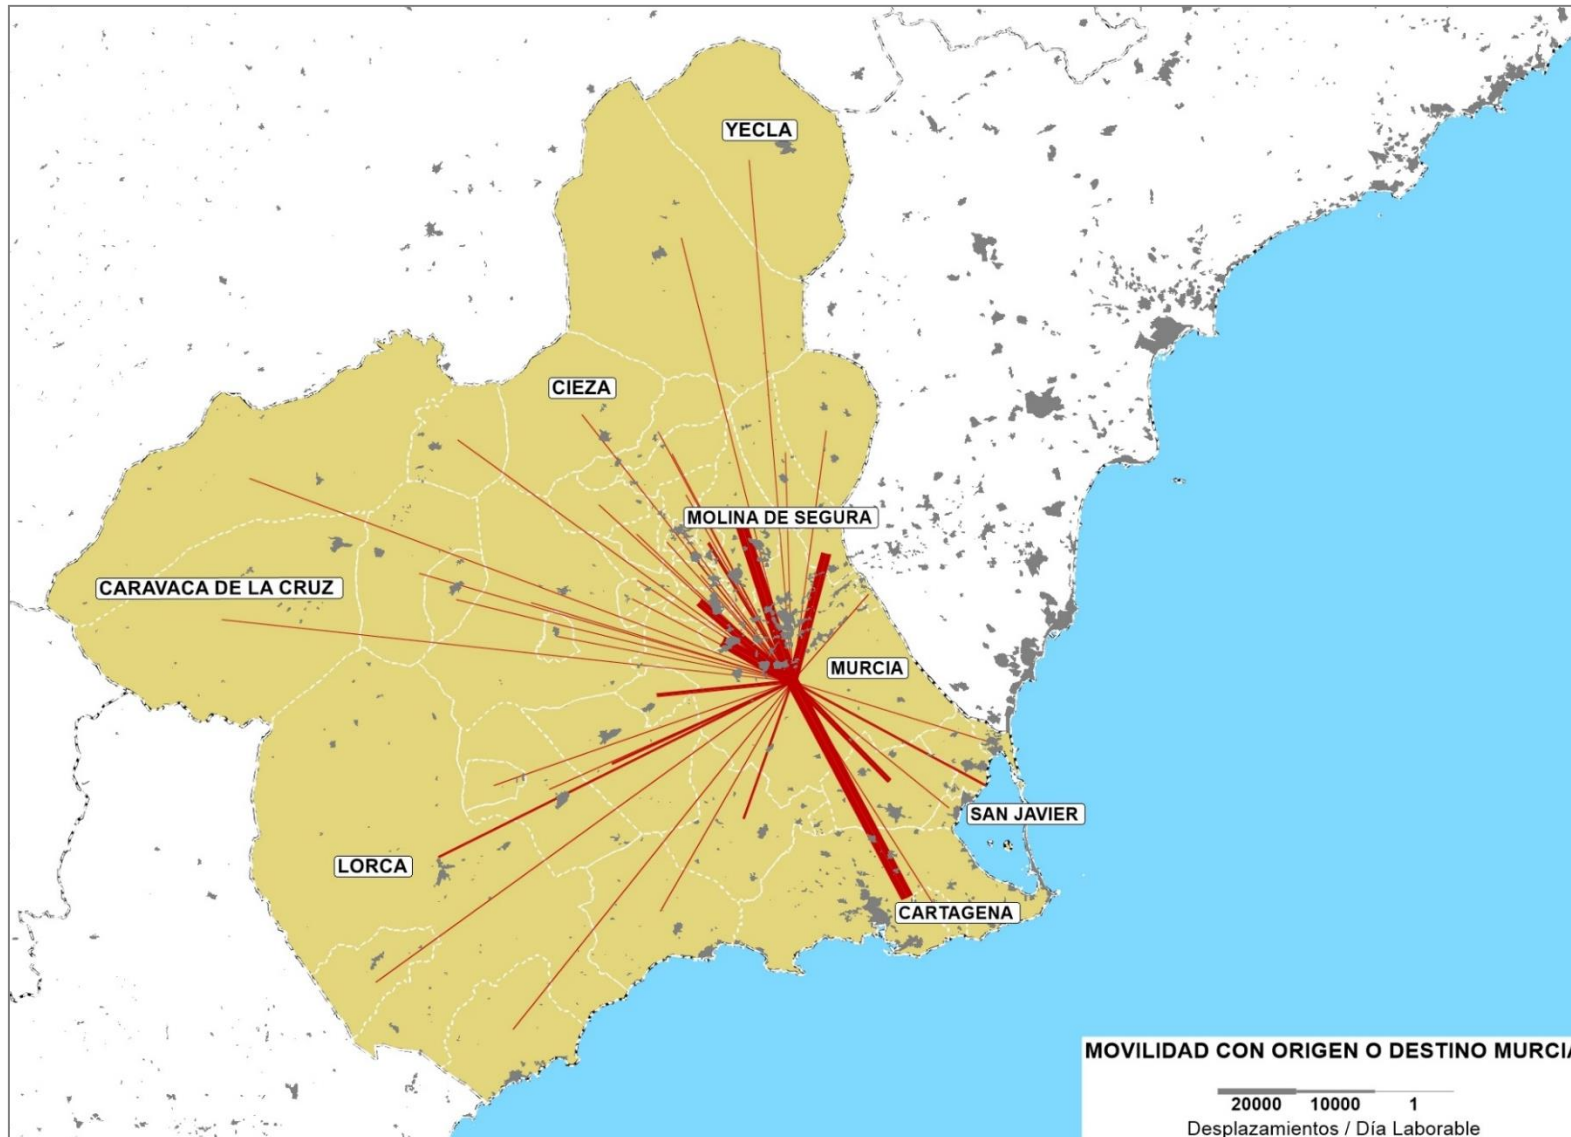 YECLA
CIEZA
MOLINA DE SEGURA
CARAVACA DE LA CRUZ
MURCIA
SAN JAVIER
LORCA
CARTAGENA
MOVILIDAD CON ORIGEN O DESTINO MURCIA
20000 10000 1
Desplazamientos / Día Laborable